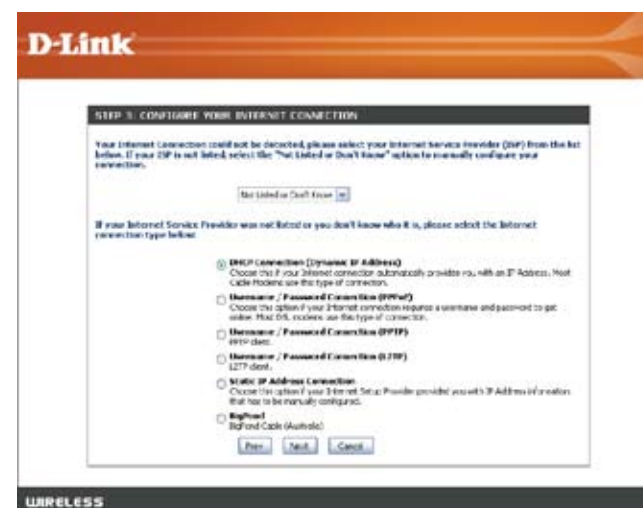 D-Link
STEP 3: CONFIGURE YOUR INTERNET CONNECTION
Your Internet Connection could not be detected, please select your Internet Service Provider (ISP) from the list
below. If your ISP is not listed, select the "Not Listed or Don't Know" option to manually configure your
connection.
Not Listed or Don't Know
If your Internet Service Provider was not listed or you don't know who it is, please select the Internet
connection type below:
DHCP Connection (Dynamic IP Address)
Choose this if your Internet connection automatically provides you with an IP Address. Most
Cable Modems use this type of connection.
Username / Password Connection (PPPoE)
Choose this option if your Internet connection requires a username and password to get
online. Most DSL modems use this type of connection.
Username / Password Connection (PPTP)
PPTP client.
Username / Password Connection (L2TP)
L2TP client.
Static IP Address Connection
Choose this option if your Internet Setup Provider provided you with IP Address information
that has to be manually configured.
BigPond
BigPond Cable (Australia)
Prev Next Cancel
WIRELESS